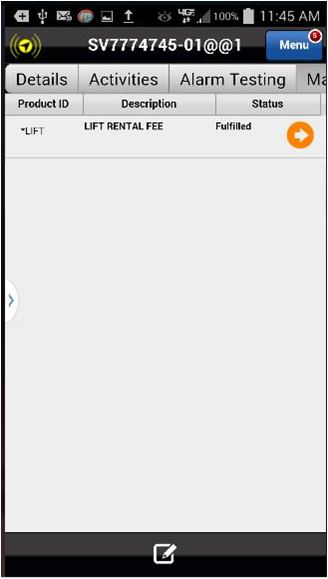 100% 11:45 AM
SV7774745-01@@1
Menu 5
Details Activities Alarm Testing Ma
Product ID Description Status
*LIFT LIFT RENTAL FEE Fulfilled